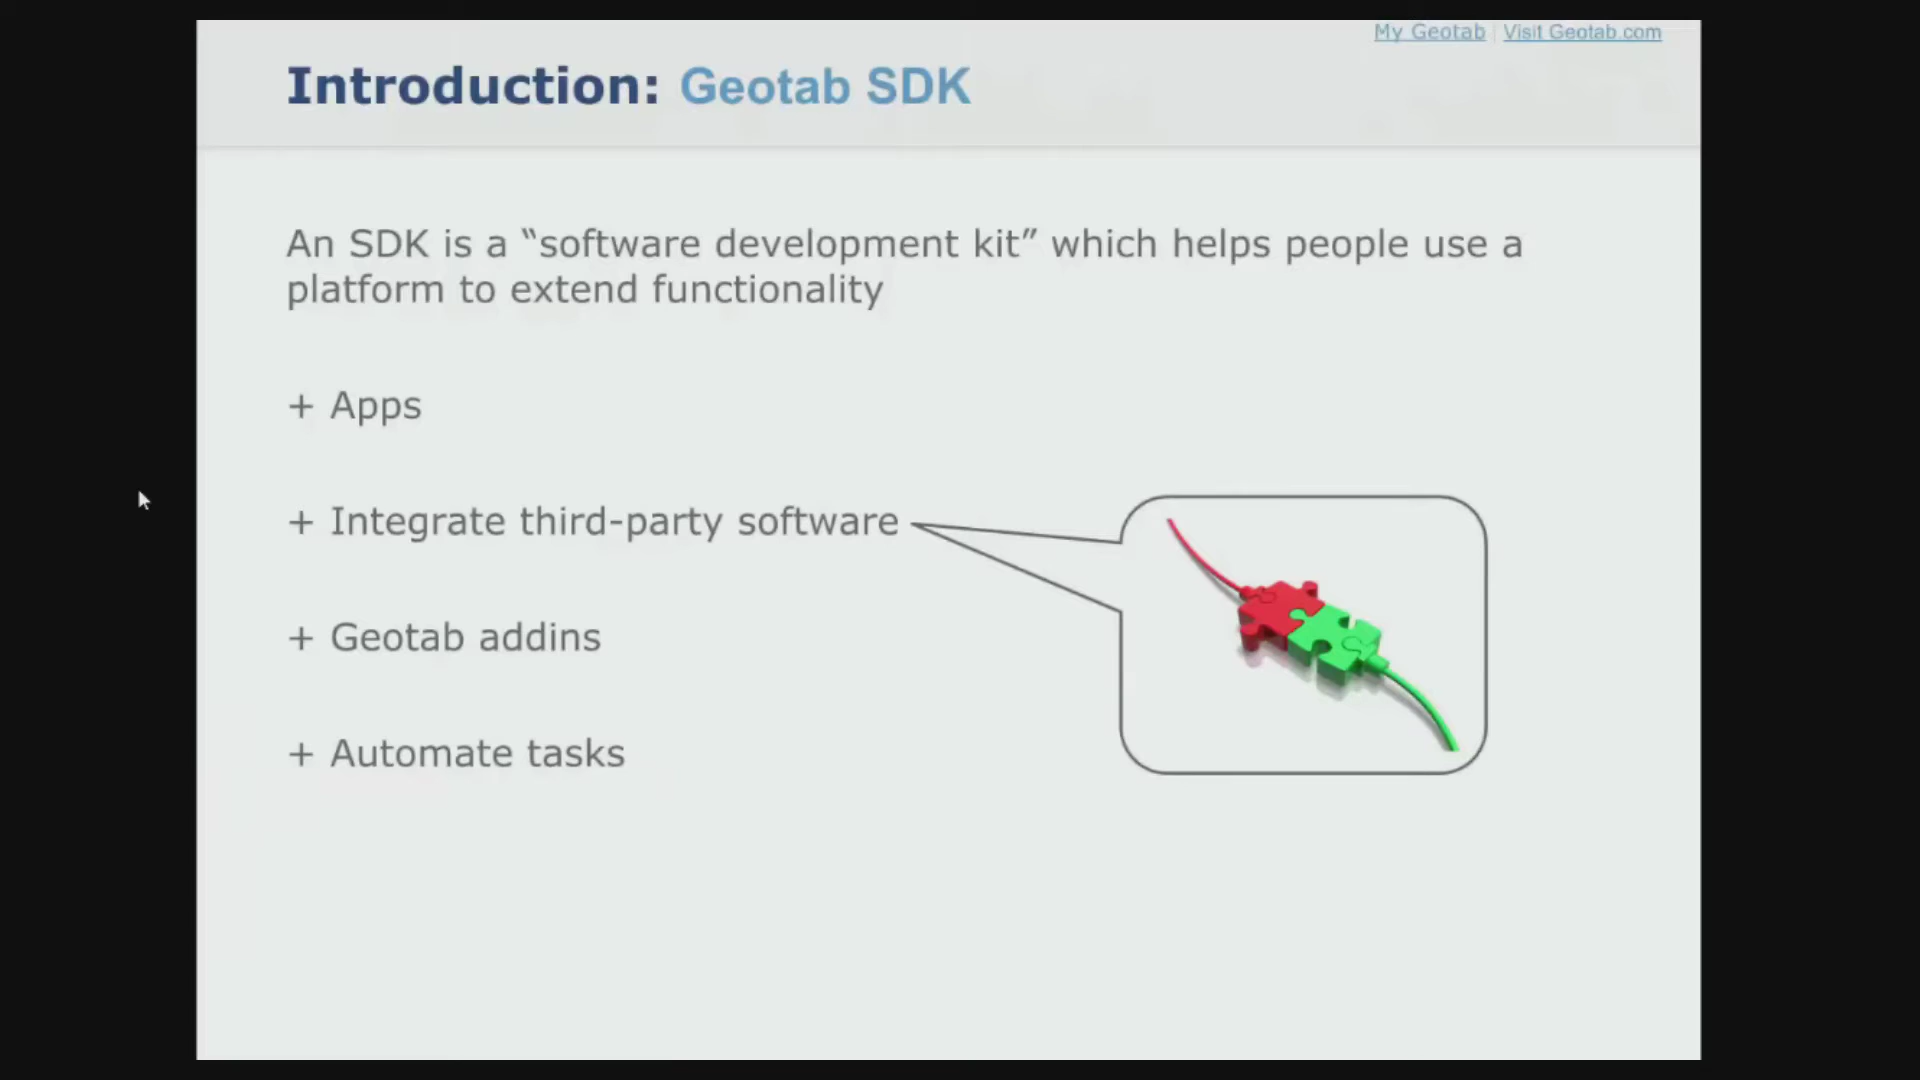 My Geotab | Visit Geotab.com
Introduction: Geotab SDK
An SDK is a “software development kit” which helps people use a
platform to extend functionality
+ Apps
+ Integrate third-party software
+ Geotab addins
+ Automate tasks